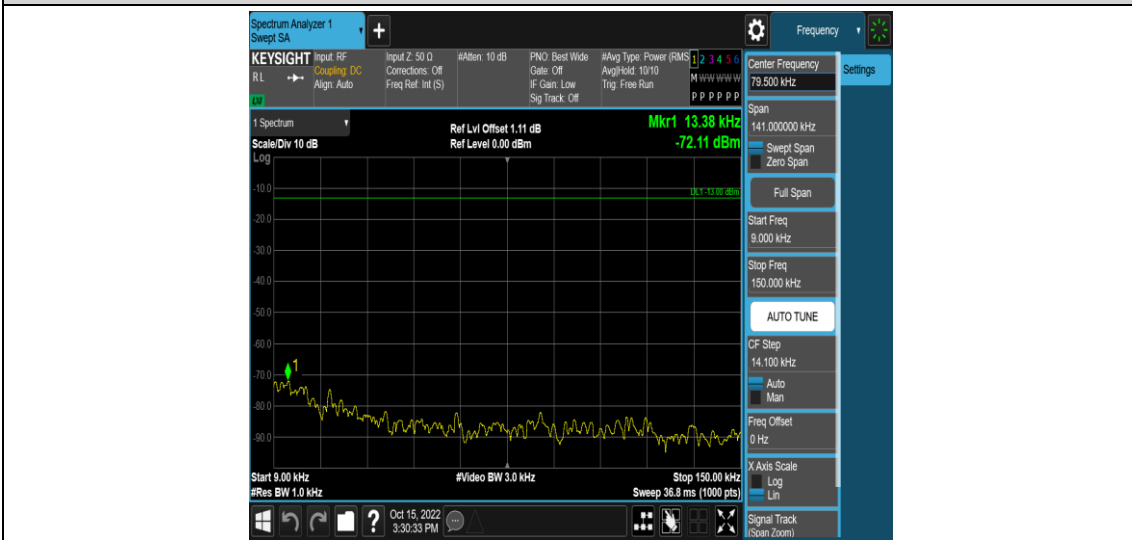 Spectrum Analyzer 1
Swept SA
+
Frequency
KEYSIGHT
RL
LXI
Input: RF
Coupling: DC
Align: Auto
Input Z: 50 Ω
Corrections: Off
Freq Ref: Int (S)
#Atten: 10 dB
PNO: Best Wide
Gate: Off
IF Gain: Low
Sig Track: Off
#Avg Type: Power (RMS
Avg|Hold: 10/10
Trig: Free Run
1 2 3 4 5 6
M W W W W W
P P P P P P
Center Frequency
79.500 kHz
Settings
Span
141.000000 kHz
Swept Span
Zero Span
Full Span
Start Freq
9.000 kHz
Stop Freq
150.000 kHz
AUTO TUNE
CF Step
14.100 kHz
Auto
Man
Freq Offset
0 Hz
X Axis Scale
Log
Lin
Signal Track
(Span Zoom)
1 Spectrum
Scale/Div 10 dB
Log
Ref Lvl Offset 1.11 dB
Ref Level 0.00 dBm
Mkr1 13.38 kHz
-72.11 dBm
DL1 -13.00 dBm
-10.0
-20.0
-30.0
-40.0
-50.0
-60.0
-70.0
-80.0
-90.0
1
Start 9.00 kHz
#Res BW 1.0 kHz
#Video BW 3.0 kHz
Stop 150.00 kHz
Sweep 36.8 ms (1000 pts)
?
Oct 15, 2022
3:30:33 PM